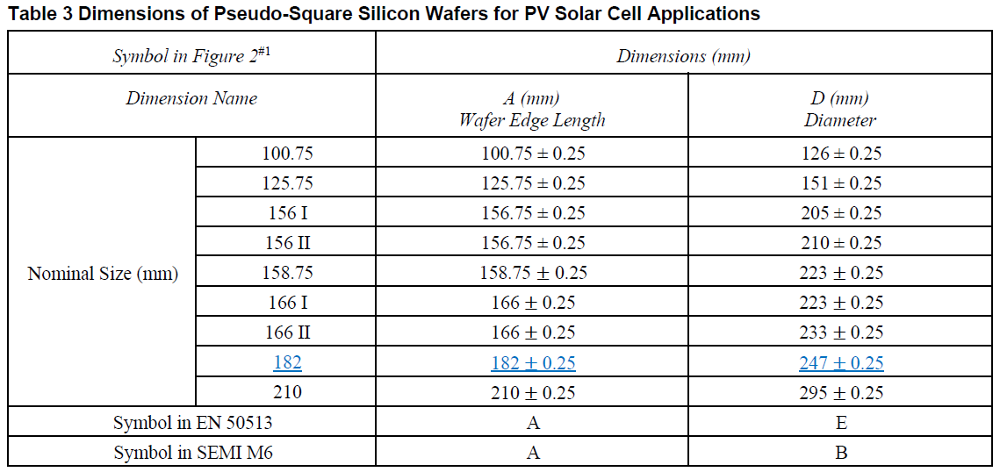 Table 3 Dimensions of Pseudo-Square Silicon Wafers for PV Solar Cell Applications
Symbol in Figure 2#1 Dimensions (mm)
Dimension Name A (mm) Wafer Edge Length D (mm) Diameter
Nominal Size (mm)
100.75 100.75 ± 0.25 126 ± 0.25
125.75 125.75 ± 0.25 151 ± 0.25
156 I 156.75 ± 0.25 205 ± 0.25
156 II 156.75 ± 0.25 210 ± 0.25
158.75 158.75 ± 0.25 223 ± 0.25
166 I 166 ± 0.25 223 ± 0.25
166 II 166 ± 0.25 233 ± 0.25
182 182 ± 0.25 247 ± 0.25
210 210 ± 0.25 295 ± 0.25
Symbol in EN 50513 A E
Symbol in SEMI M6 A B